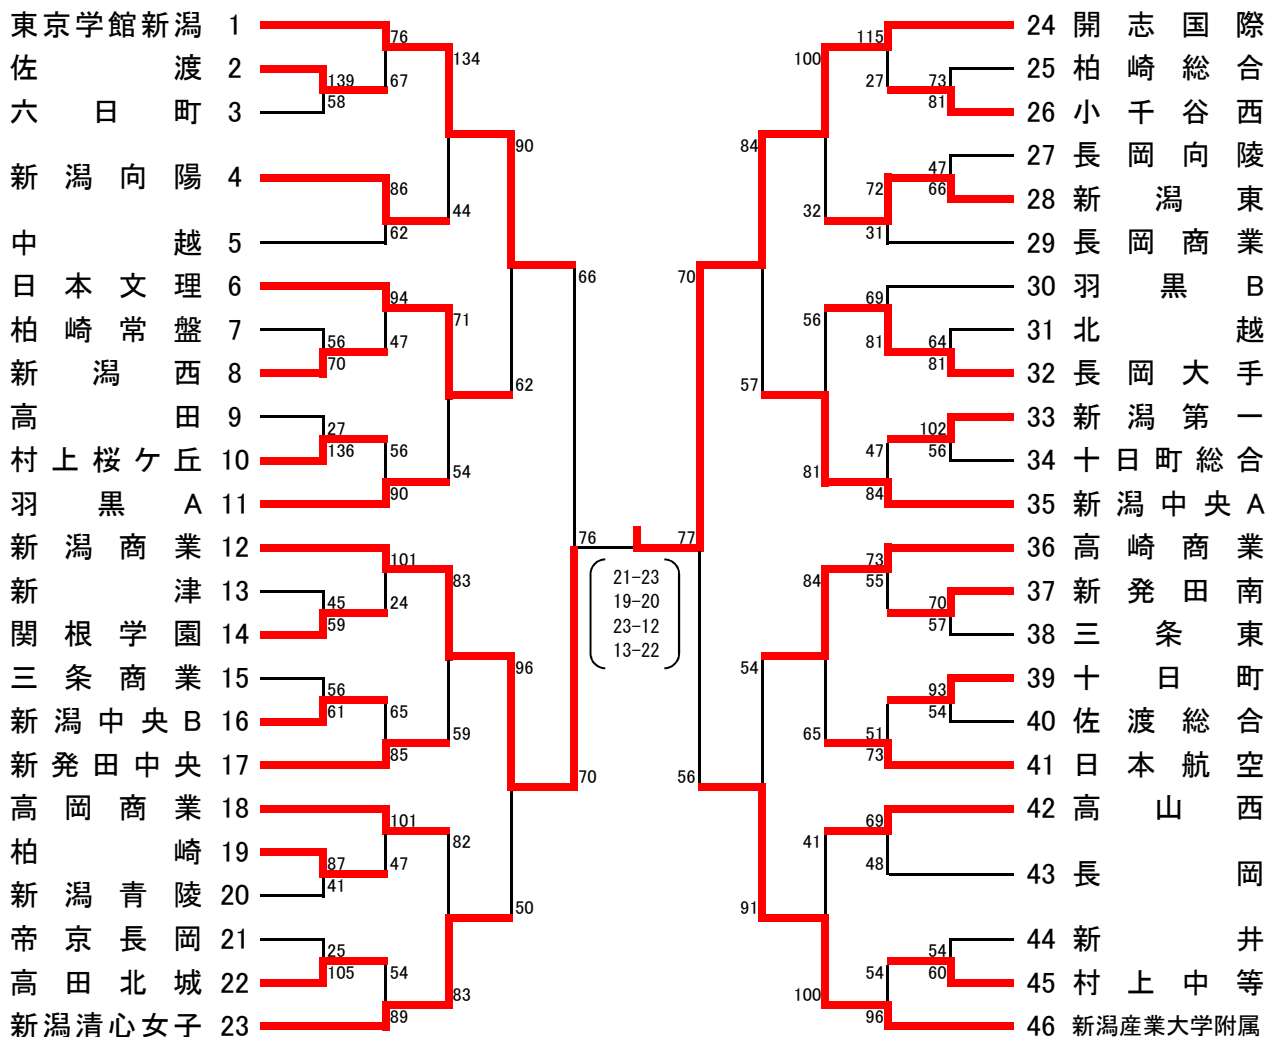 東京学館新潟 1
佐渡 2
六日町 3
新潟向陽 4
中越 5
日本文理 6
柏崎常盤 7
新潟西 8
高田 9
村上桜ケ丘 10
羽黒A 11
新潟商業 12
新津 13
関根学園 14
三条商業 15
新潟中央B 16
新発田中央 17
高岡商業 18
柏崎 19
新潟青陵 20
帝京長岡 21
高田北城 22
新潟清心女子 23
139
58
56
70
27
136
45
59
56
61
87
41
25
105
76
67
86
62
94
47
56
90
101
24
65
85
101
47
54
89
134
44
71
54
83
59
82
83
90
62
96
50
66
70
76
77
21-23
19-20
23-12
13-22
70
56
84
57
54
91
100
32
56
81
84
65
41
100
115
27
72
31
69
81
47
84
73
55
51
73
69
48
54
96
73
81
47
66
64
81
102
56
70
57
93
54
54
60
24 開志国際
25 柏崎総合
26 小千谷西
27 長岡向陵
28 新潟東
29 長岡商業
30 羽黒B
31 北越
32 長岡大手
33 新潟第一
34 十日町総合
35 新潟中央A
36 高崎商業
37 新発田南
38 三条東
39 十日町
40 佐渡総合
41 日本航空
42 高山西
43 長岡
44 新井
45 村上中等
46 新潟産業大学附属